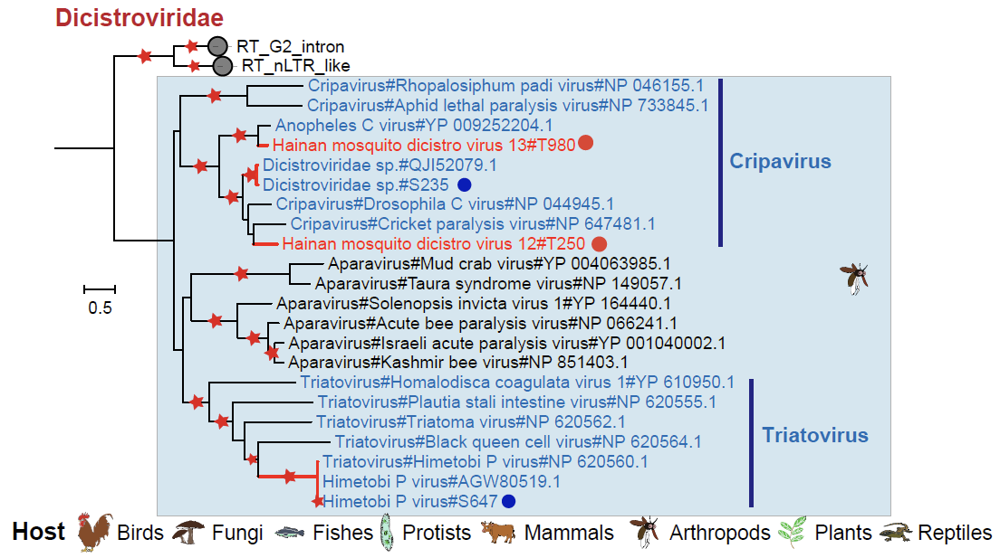 Dicistroviridae
RT_G2_intron
RT_nLTR_like
Cripavirus#Rhopalosiphum padi virus#NP 046155.1
Cripavirus#Aphid lethal paralysis virus#NP 733845.1
Anopheles C virus#YP 009252204.1
Hainan mosquito dicistro virus 13#T980
Dicistroviridae sp.#QJI52079.1
Cripavirus
Dicistroviridae sp.#S235
Cripavirus#Drosophila C virus#NP 044945.1
Cripavirus#Cricket paralysis virus#NP 647481.1
Hainan mosquito dicistro virus 12#T250
Aparavirus#Mud crab virus#YP 004063985.1
Aparavirus#Taura syndrome virus#NP 149057.1
0.5
Aparavirus#Solenopsis invicta virus 1#YP 164440.1
Aparavirus#Acute bee paralysis virus#NP 066241.1
Aparavirus#Israeli acute paralysis virus#YP 001040002.1
Aparavirus#Kashmir bee virus#NP 851403.1
Triatovirus#Homalodisca coagulata virus 1#YP 610950.1
Triatovirus#Plautia stali intestine virus#NP 620555.1
Triatovirus#Triatoma virus#NP 620562.1
Triatovirus
Triatovirus#Black queen cell virus#NP 620564.1
Triatovirus#Himetobi P virus#NP 620560.1
Himetobi P virus#AGW80519.1
Himetobi P virus#S647
Host Birds Fungi Fishes Protists Mammals Arthropods Plants Reptiles